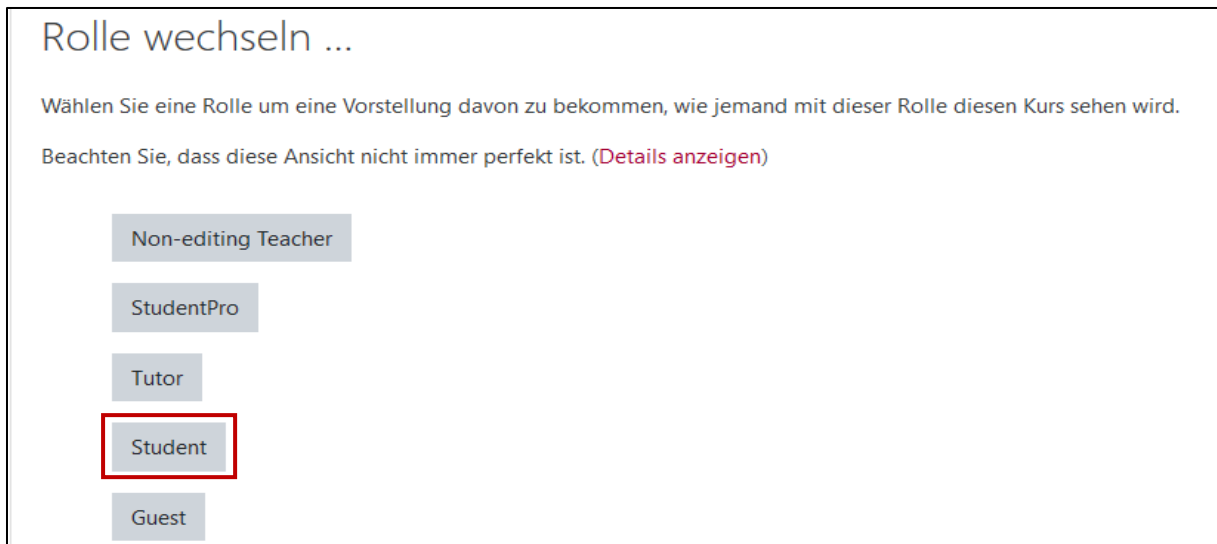 Rolle wechseln ...
Wählen Sie eine Rolle um eine Vorstellung davon zu bekommen, wie jemand mit dieser Rolle diesen Kurs sehen wird.
Beachten Sie, dass diese Ansicht nicht immer perfekt ist. (Details anzeigen)
Non-editing Teacher
StudentPro
Tutor
Student
Guest